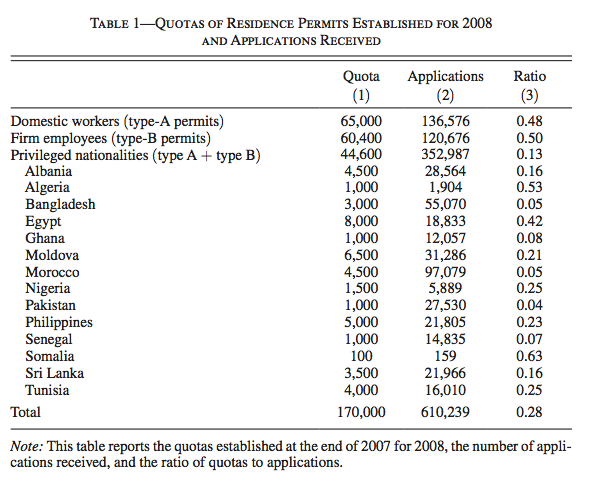 TABLE 1—QUOTAS OF RESIDENCE PERMITS ESTABLISHED FOR 2008
AND APPLICATIONS RECEIVED
Quota Applications Ratio
(1) (2) (3)
Domestic workers (type-A permits) 65,000 136,576 0.48
Firm employees (type-B permits) 60,400 120,676 0.50
Privileged nationalities (type A + type B) 44,600 352,987 0.13
Albania 4,500 28,564 0.16
Algeria 1,000 1,904 0.53
Bangladesh 3,000 55,070 0.05
Egypt 8,000 18,833 0.42
Ghana 1,000 12,057 0.08
Moldova 6,500 31,286 0.21
Morocco 4,500 97,079 0.05
Nigeria 1,500 5,889 0.25
Pakistan 1,000 27,530 0.04
Philippines 5,000 21,805 0.23
Senegal 1,000 14,835 0.07
Somalia 100 159 0.63
Sri Lanka 3,500 21,966 0.16
Tunisia 4,000 16,010 0.25
Total 170,000 610,239 0.28
Note: This table reports the quotas established at the end of 2007 for 2008, the number of appli-
cations received, and the ratio of quotas to applications.